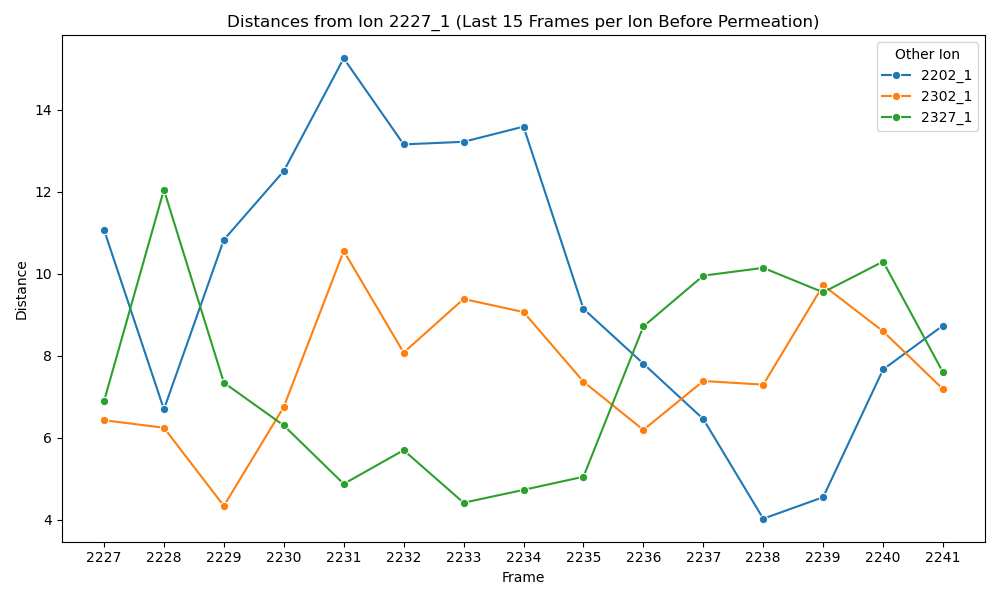 Distances from Ion 2227_1 (Last 15 Frames per Ion Before Permeation)
Other Ion
2202_1
2302_1
2327_1
Distance
14
12
10
8
6
4
2227 2228 2229 2230 2231 2232 2233 2234 2235 2236 2237 2238 2239 2240 2241
Frame